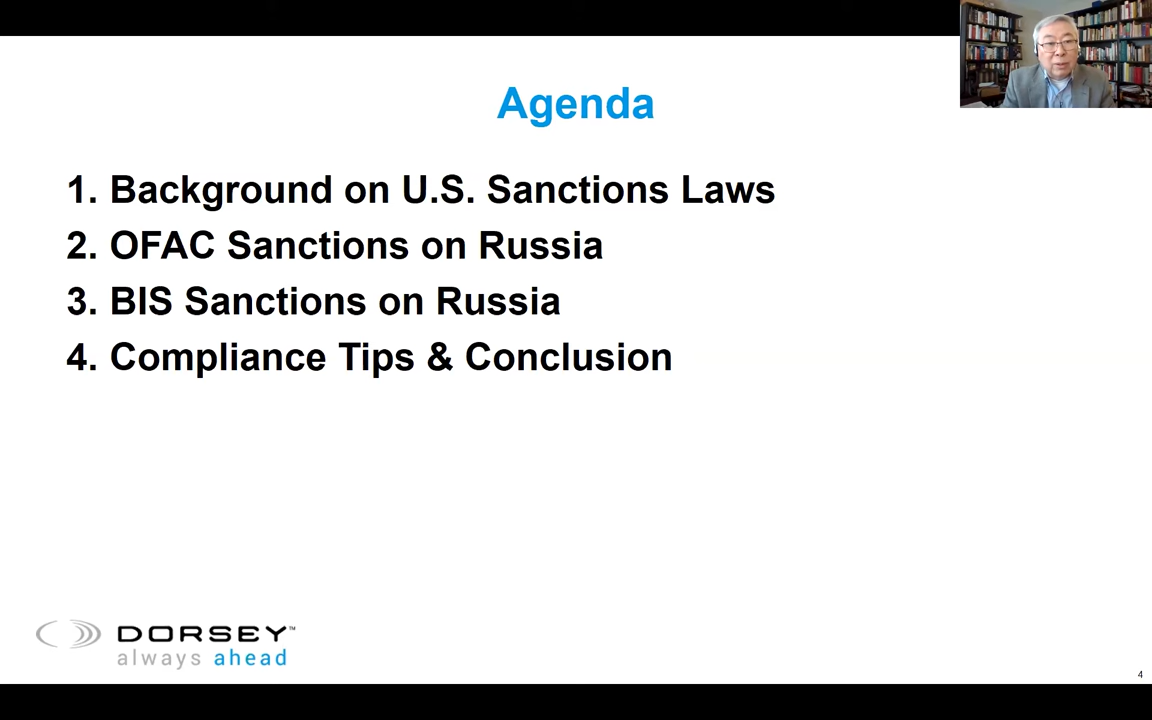 Agenda
1. Background on U.S. Sanctions Laws
2. OFAC Sanctions on Russia
3. BIS Sanctions on Russia
4. Compliance Tips & Conclusion
DORSEY™
always ahead
4